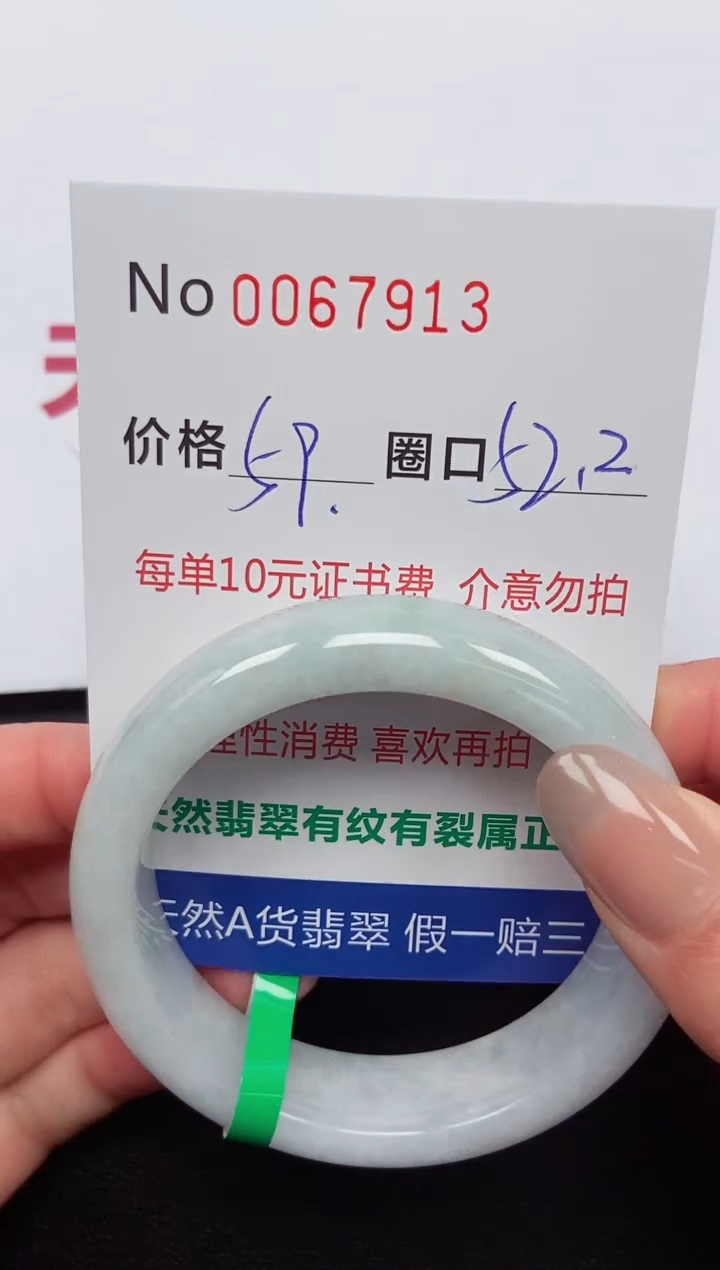 No 0067913
价格 59. 圈口 52.2
每单10元证书费 介意勿拍
理性消费 喜欢再拍
天然翡翠有纹有裂属正
天然A货翡翠 假一赔三